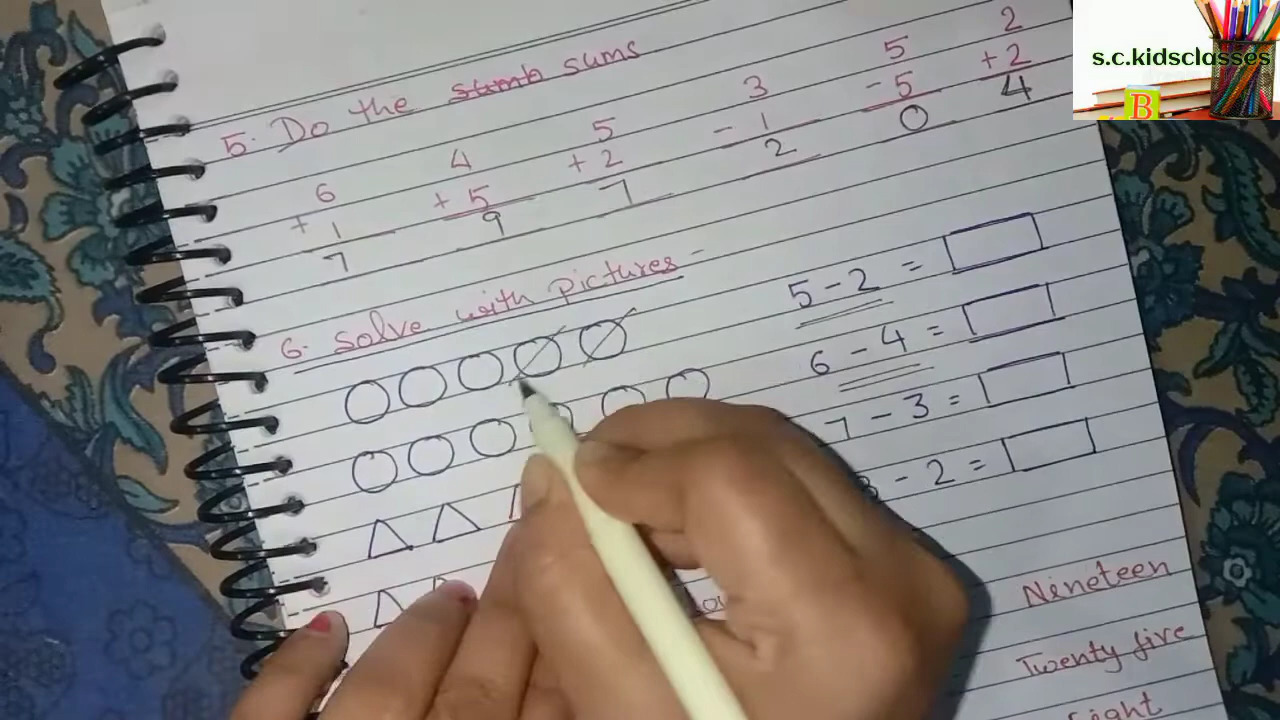 s.c.kidsclasses
B
5. Do the sums
6 + 1 7
4 + 5 9
5 + 2 7
3 - 1 2
5 - 5 0
2 + 2 4
6. Solve with pictures -
5 - 2 =
6 - 4 =
7 - 3 =
- 2 =
Nineteen
Twenty five
Eight